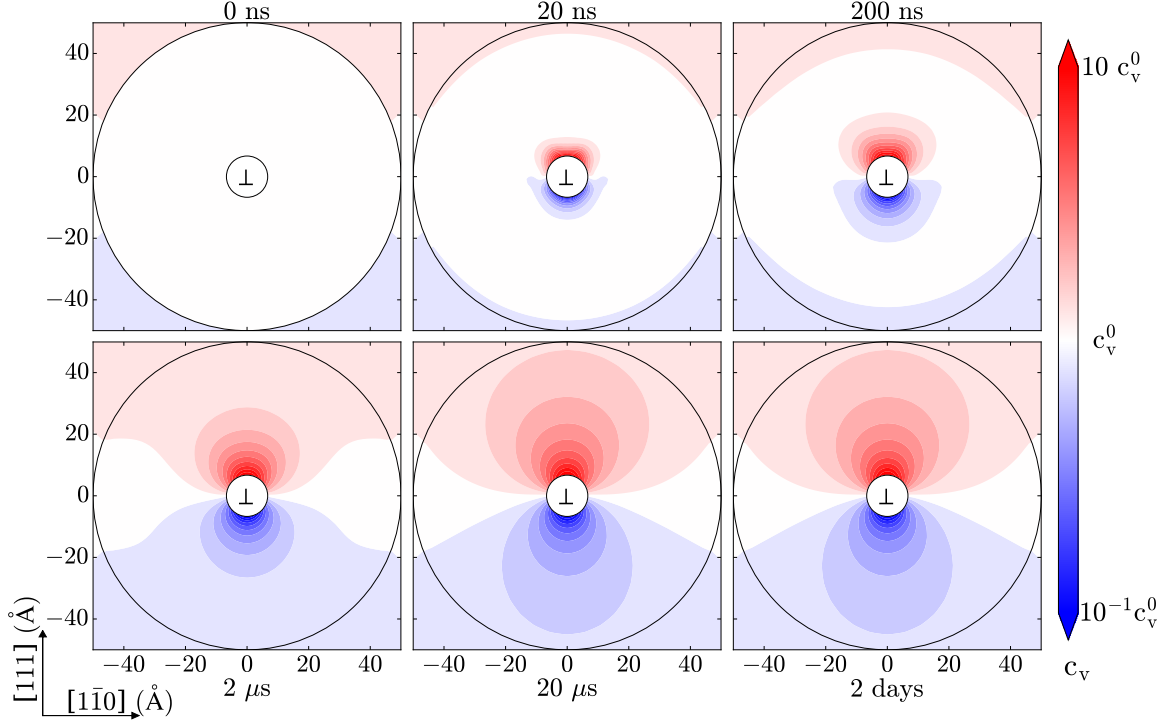 0 ns 20 ns 200 ns
40
20
0
−20
−40
⊥ ⊥ ⊥
10 c_v^0
c_v^0
10^{-1}c_v^0
c_v
40
20
0
−20
−40
⊥ ⊥ ⊥
−40 −20 0 20 40 −40 −20 0 20 40 −40 −20 0 20 40
2 μs 20 μs 2 days
[111] (Å)
[11̄0] (Å)